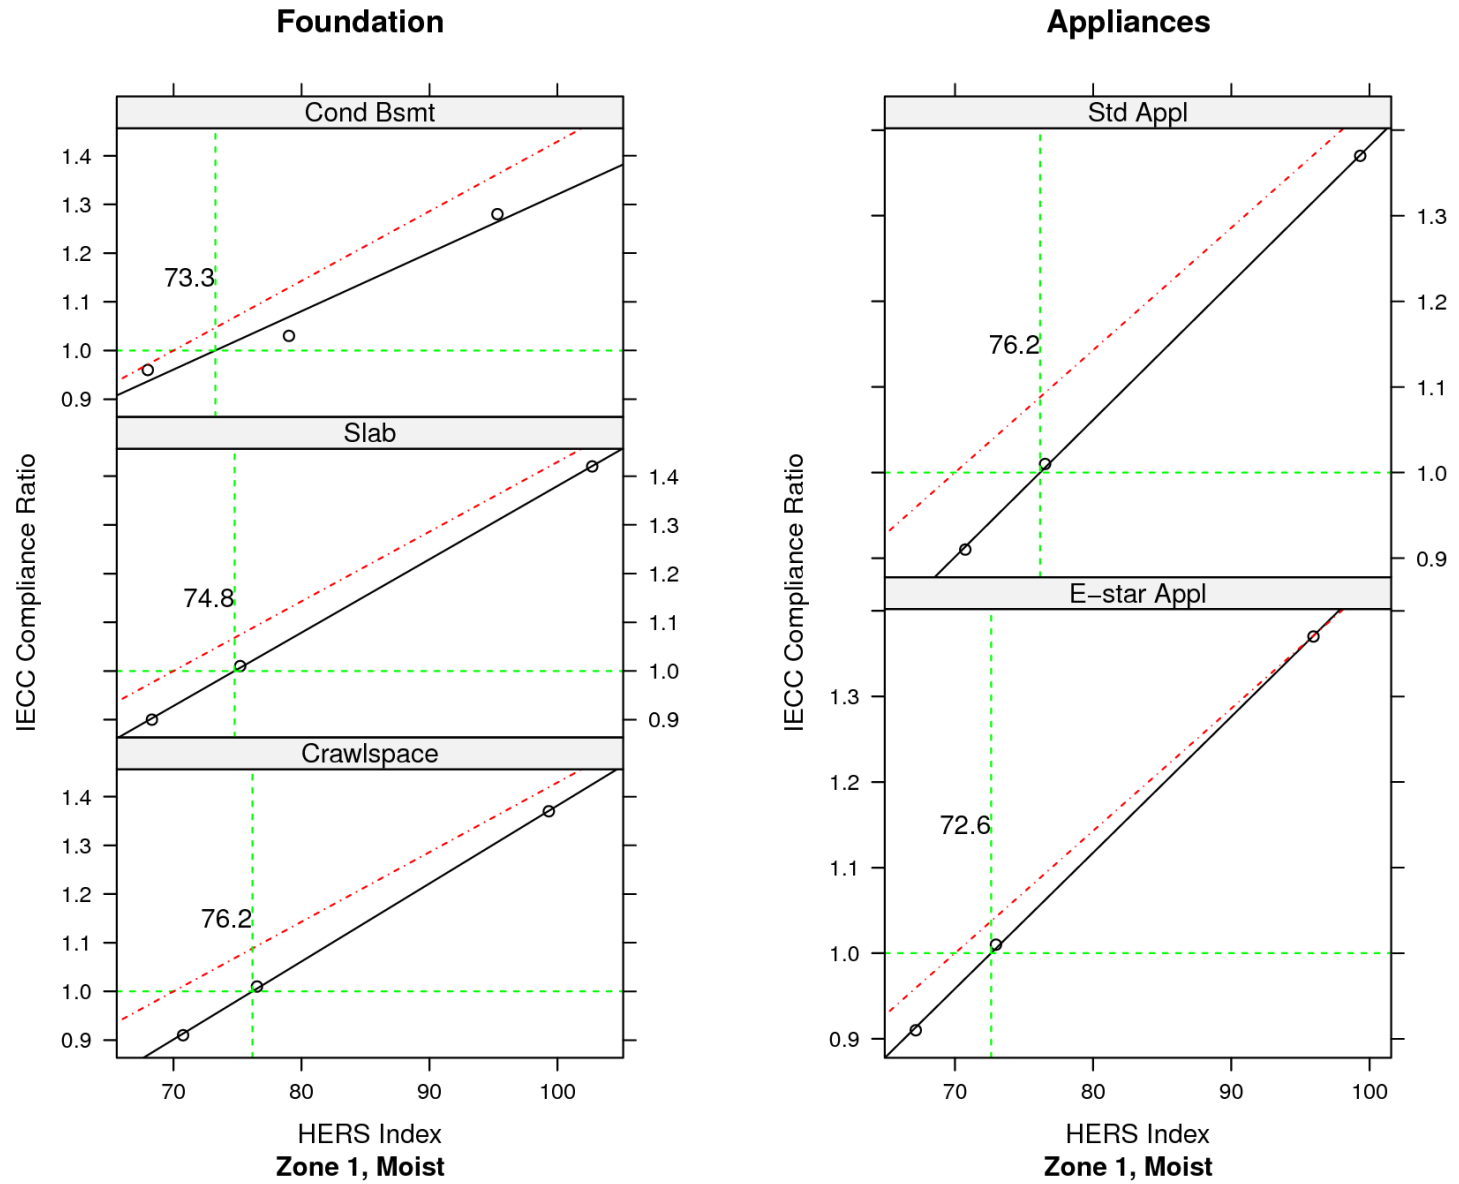 Foundation
Cond Bsmt
1.4
1.3
1.2
1.1
1.0
0.9
73.3
Slab
1.4
1.3
1.2
1.1
1.0
0.9
74.8
Crawlspace
1.4
1.3
1.2
1.1
1.0
0.9
76.2
70 80 90 100
IECC Compliance Ratio
HERS Index
Zone 1, Moist
Appliances
Std Appl
1.3
1.2
1.1
1.0
0.9
76.2
E−star Appl
1.3
1.2
1.1
1.0
0.9
72.6
70 80 90 100
IECC Compliance Ratio
HERS Index
Zone 1, Moist